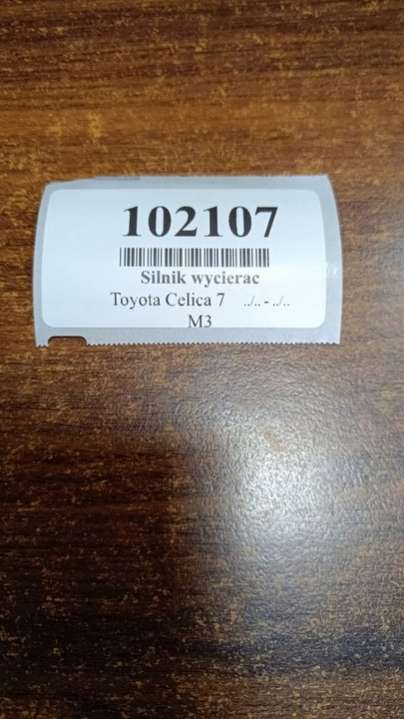 102107
Silnik wycierac
Toyota Celica 7 ../.. - ../..
M3